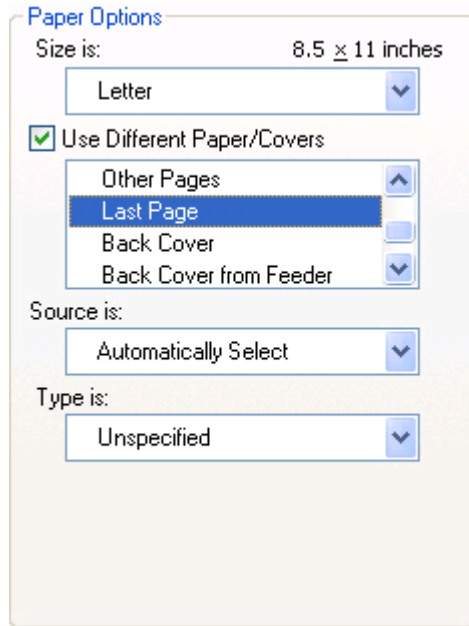 Paper Options
Size is: 8.5 × 11 inches
Letter
Use Different Paper/Covers
Other Pages
Last Page
Back Cover
Back Cover from Feeder
Source is:
Automatically Select
Type is:
Unspecified